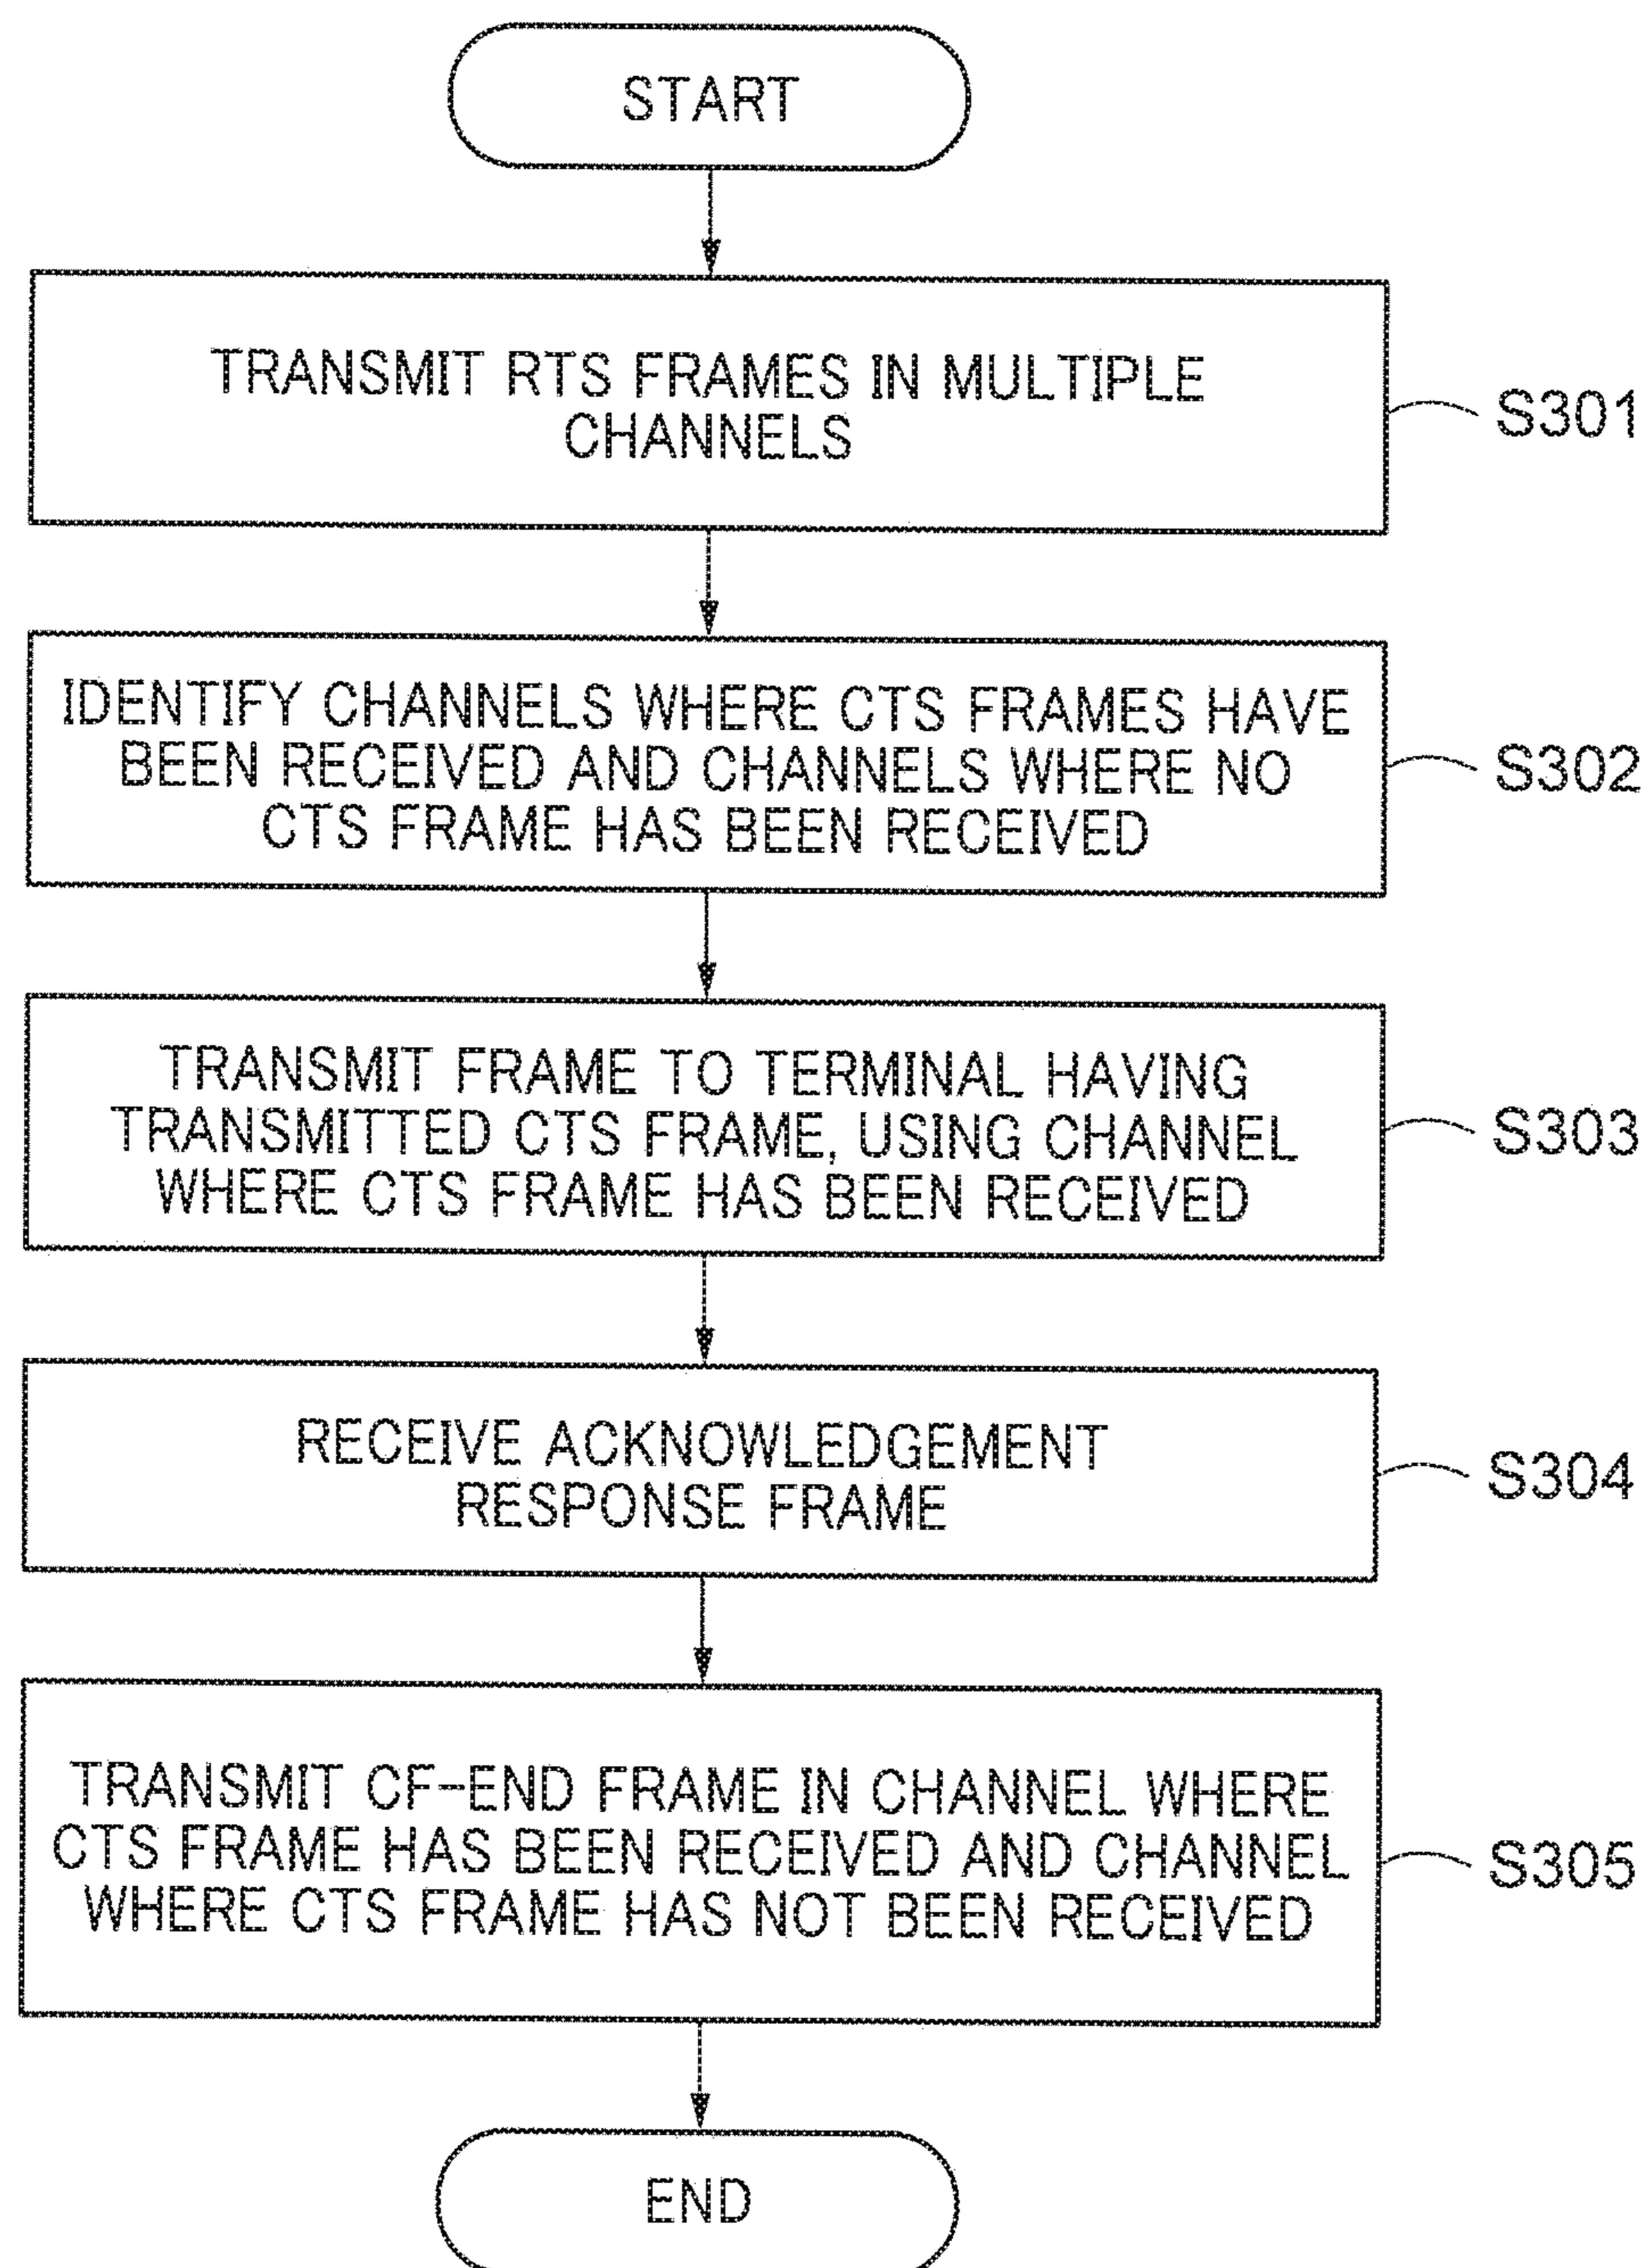 START
TRANSMIT RTS FRAMES IN MULTIPLE
CHANNELS
S301
IDENTIFY CHANNELS WHERE CTS FRAMES HAVE
BEEN RECEIVED AND CHANNELS WHERE NO
CTS FRAME HAS BEEN RECEIVED
S302
TRANSMIT FRAME TO TERMINAL HAVING
TRANSMITTED CTS FRAME, USING CHANNEL
WHERE CTS FRAME HAS BEEN RECEIVED
S303
RECEIVE ACKNOWLEDGEMENT
RESPONSE FRAME
S304
TRANSMIT CF-END FRAME IN CHANNEL WHERE
CTS FRAME HAS BEEN RECEIVED AND CHANNEL
WHERE CTS FRAME HAS NOT BEEN RECEIVED
S305
END